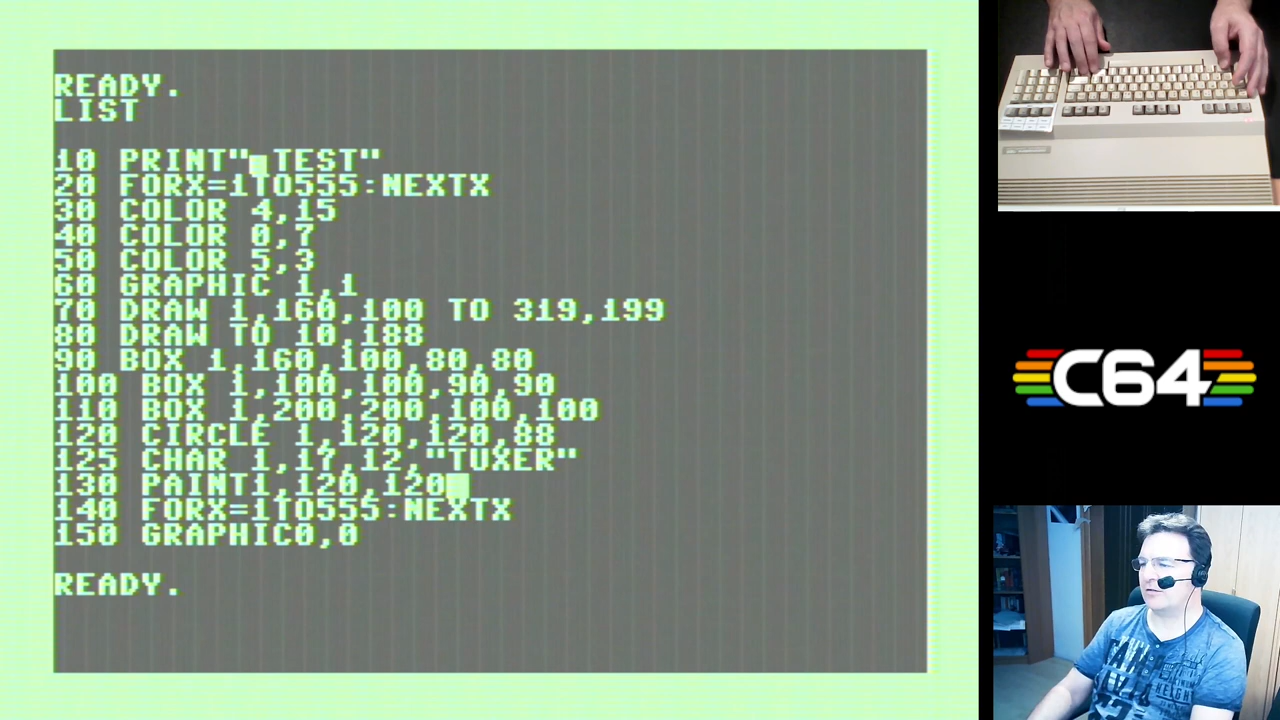 READY.
LIST
10 PRINT" TEST"
20 FORX=1TO555:NEXTX
30 COLOR 4,15
40 COLOR 0,7
50 COLOR 5,3
60 GRAPHIC 1,1
70 DRAW 1,160,100 TO 319,199
80 DRAW TO 10,188
90 BOX 1,160,100,80,80
100 BOX 1,100,100,90,90
110 BOX 1,200,200,100,100
120 CIRCLE 1,120,120,88
125 CHAR 1,17,12,"TUXER"
130 PAINT1,120,120
140 FORX=1TO555:NEXTX
150 GRAPHIC0,0
READY.
C64